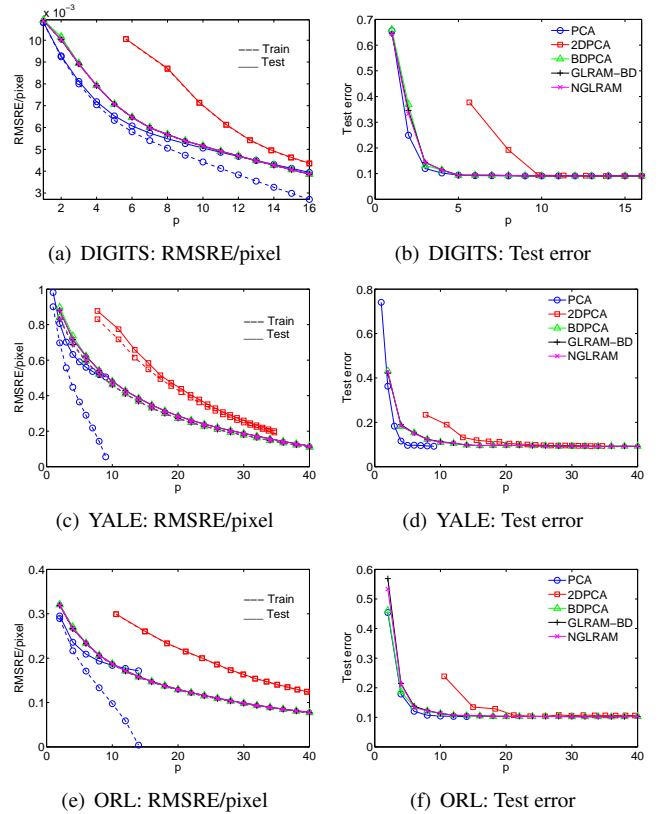 x 10⁻³
10
9
8
7
6
5
4
3
2 4 6 8 10 12 14 16
RMSRE/pixel
p
Train
Test
(a) DIGITS: RMSRE/pixel
0.7
0.6
0.5
0.4
0.3
0.2
0.1
0
0 5 10 15
Test error
p
PCA
2DPCA
BDPCA
GLRAM−BD
NGLRAM
(b) DIGITS: Test error
1
0.8
0.6
0.4
0.2
0
0 10 20 30 40
RMSRE/pixel
p
Train
Test
(c) YALE: RMSRE/pixel
0.8
0.6
0.4
0.2
0
0 10 20 30 40
Test error
p
PCA
2DPCA
BDPCA
GLRAM−BD
NGLRAM
(d) YALE: Test error
0.4
0.3
0.2
0.1
0
0 10 20 30 40
RMSRE/pixel
p
Train
Test
(e) ORL: RMSRE/pixel
0.6
0.5
0.4
0.3
0.2
0.1
0
0 10 20 30 40
Test error
p
PCA
2DPCA
BDPCA
GLRAM−BD
NGLRAM
(f) ORL: Test error